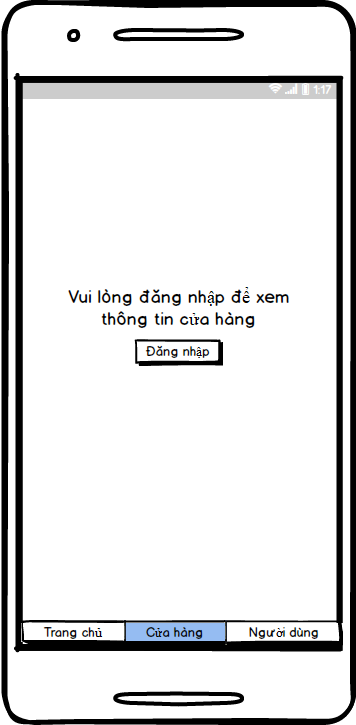 1:17
Vui lòng đăng nhập để xem
thông tin cửa hàng
Đăng nhập
Trang chủ
Cửa hàng
Người dùng